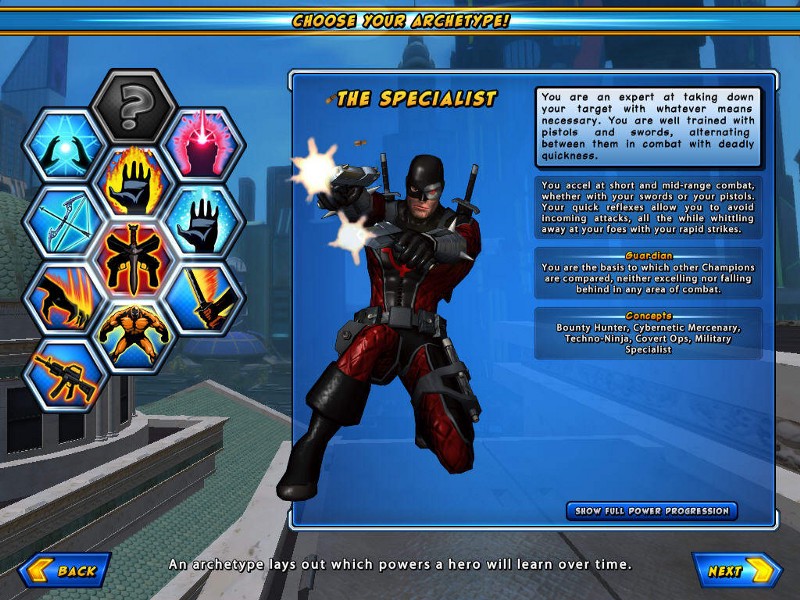 CHOOSE YOUR ARCHETYPE!
?
THE SPECIALIST
You are an expert at taking down
your target with whatever means
necessary. You are well trained with
pistols and swords, alternating
between them in combat with deadly
quickness.
You accel at short and mid-range combat,
whether with your swords or your pistols.
Your quick reflexes allow you to avoid
incoming attacks, all the while whittling
away at your foes with your rapid strikes.
Guardian
You are the basis to which other Champions
are compared, neither excelling nor falling
behind in any area of combat.
Concepts
Bounty Hunter, Cybernetic Mercenary,
Techno-Ninja, Covert Ops, Military
Specialist
SHOW FULL POWER PROGRESSION
BACK
An archetype lays out which powers a hero will learn over time.
NEXT